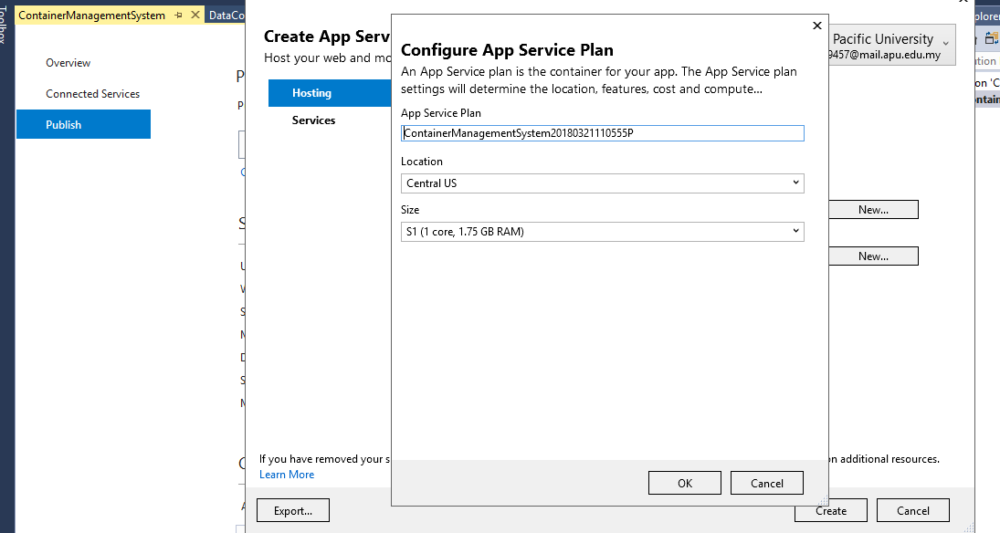 Toolbox
ContainerManagementSystem
DataCo
Overview
Connected Services
Publish
Create App Serv
Host your web and mo
Hosting
Services
Pacific University
9457@mail.apu.edu.my
Configure App Service Plan
An App Service plan is the container for your app. The App Service plan
settings will determine the location, features, cost and compute...
App Service Plan
ContainerManagementSystem20180321110555P
Location
Central US
Size
S1 (1 core, 1.75 GB RAM)
New...
New...
If you have removed your s
on additional resources.
Learn More
OK
Cancel
Export...
Create
Cancel